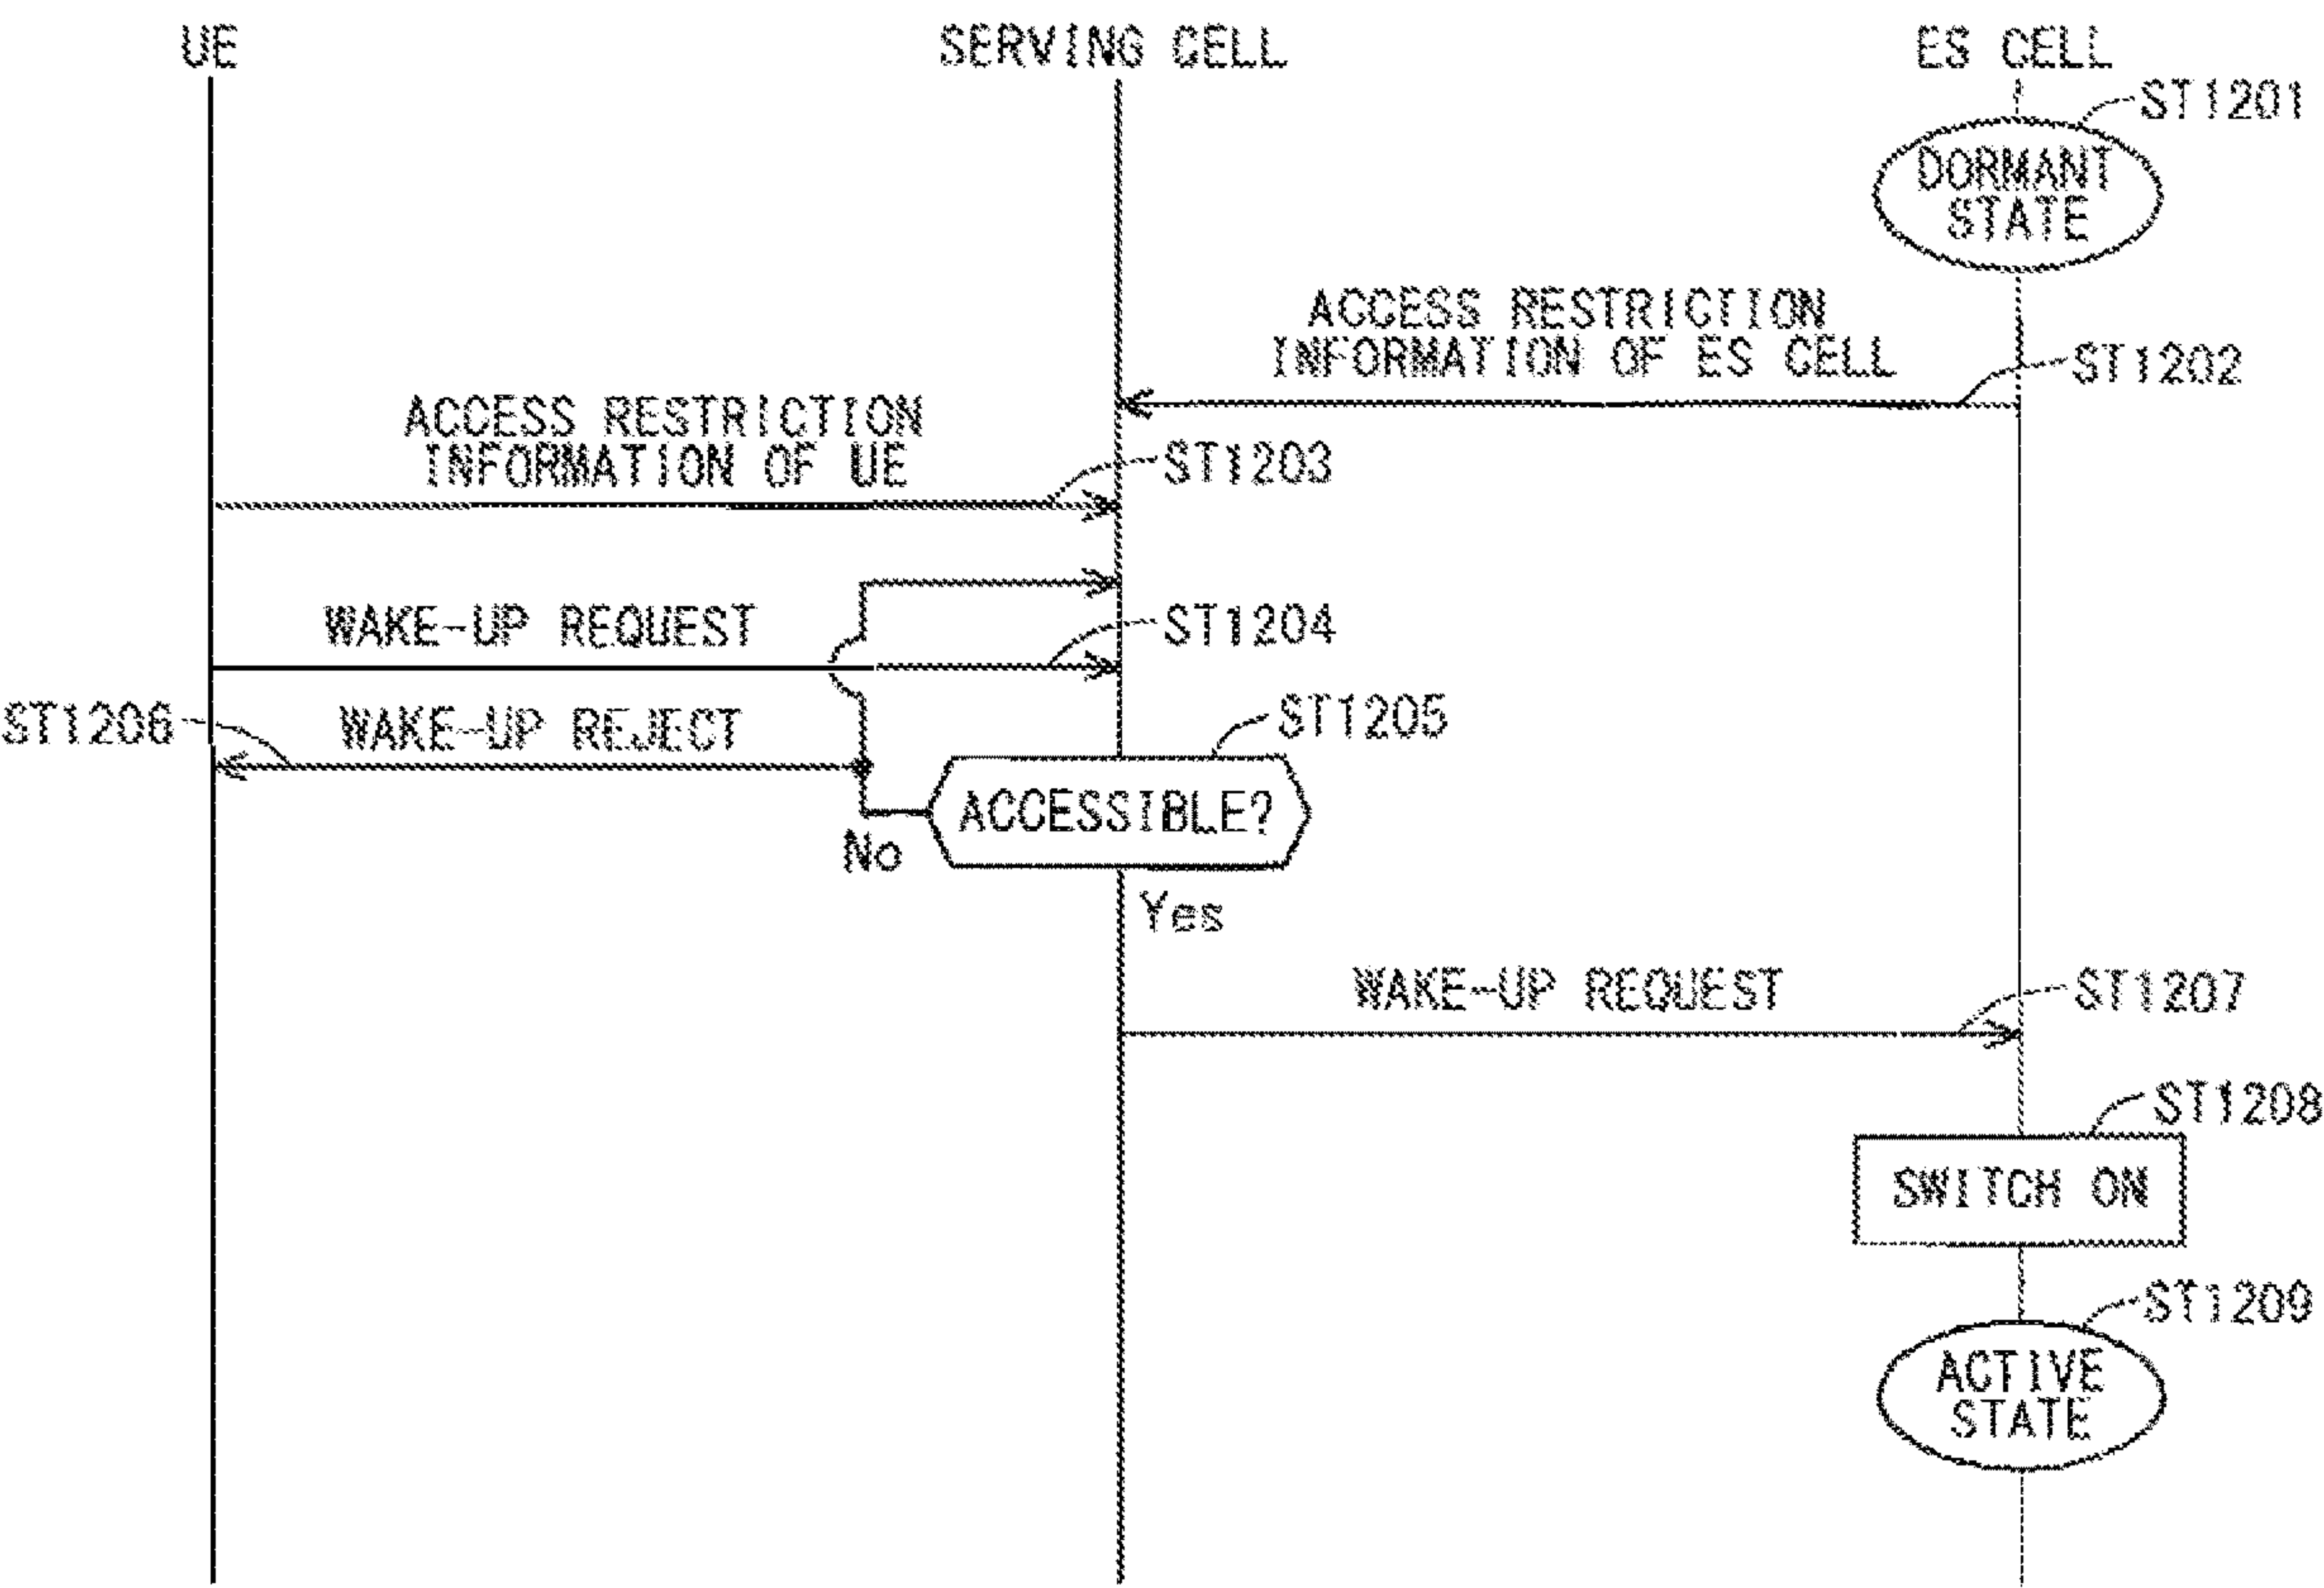 UE
SERVING CELL
ES CELL
ST1201
DORMANT
STATE
ACCESS RESTRICTION
INFORMATION OF ES CELL
ST1202
ACCESS RESTRICTION
INFORMATION OF UE
ST1203
WAKE-UP REQUEST
ST1204
ST1206
WAKE-UP REJECT
ST1205
ACCESSIBLE?
No
Yes
WAKE-UP REQUEST
ST1207
ST1208
SWITCH ON
ST1209
ACTIVE
STATE